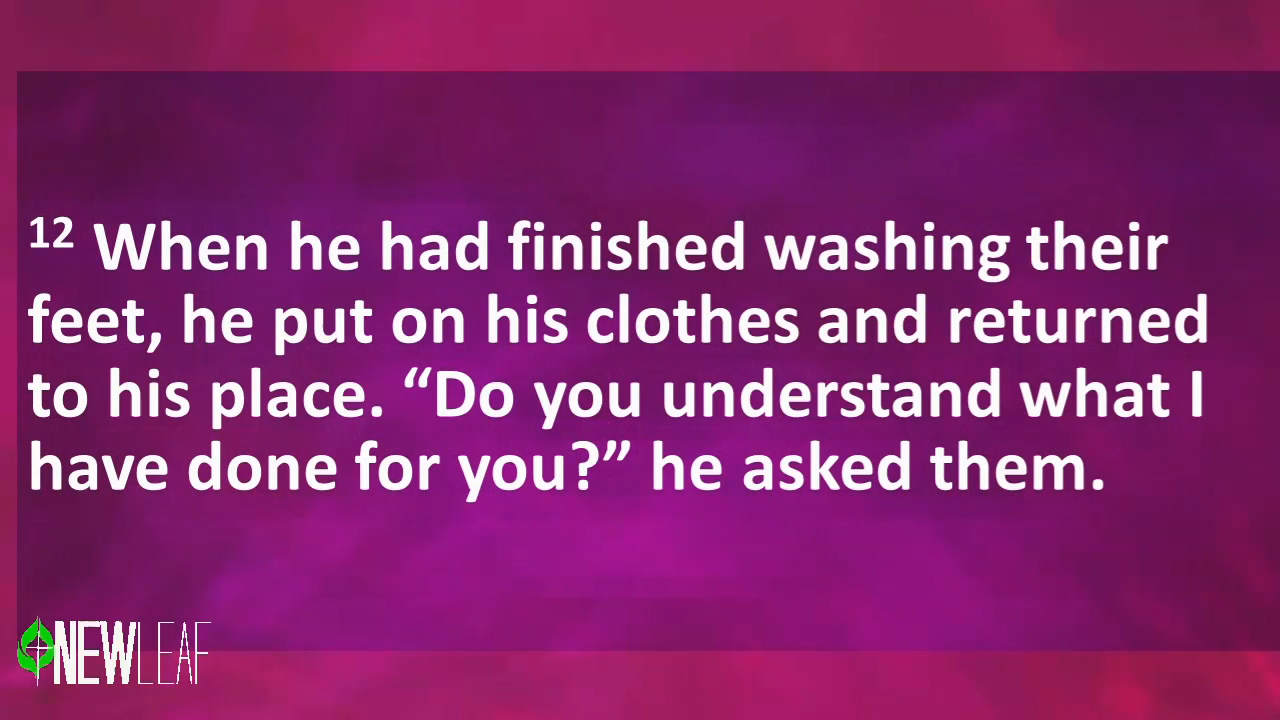 ¹² When he had finished washing their
feet, he put on his clothes and returned
to his place. “Do you understand what I
have done for you?” he asked them.
NEWLEAF